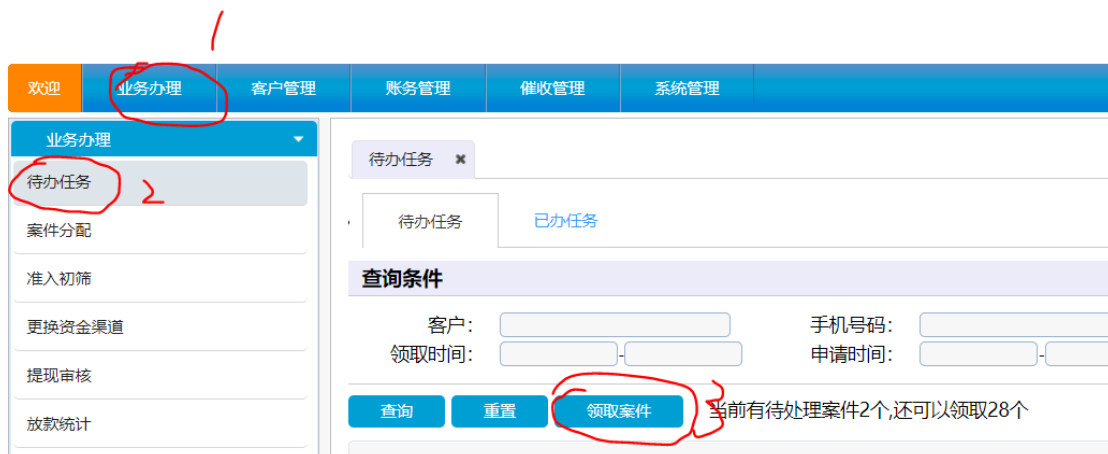 1
欢迎 业务办理 客户管理 账务管理 催收管理 系统管理
业务办理
待办任务 2
案件分配
准入初筛
更换资金渠道
提现审核
放款统计
待办任务 ✖
待办任务 已办任务
查询条件
客户： 手机号码：
领取时间： - 申请时间： -
查询 重置 领取案件 3 当前有待处理案件2个,还可以领取28个